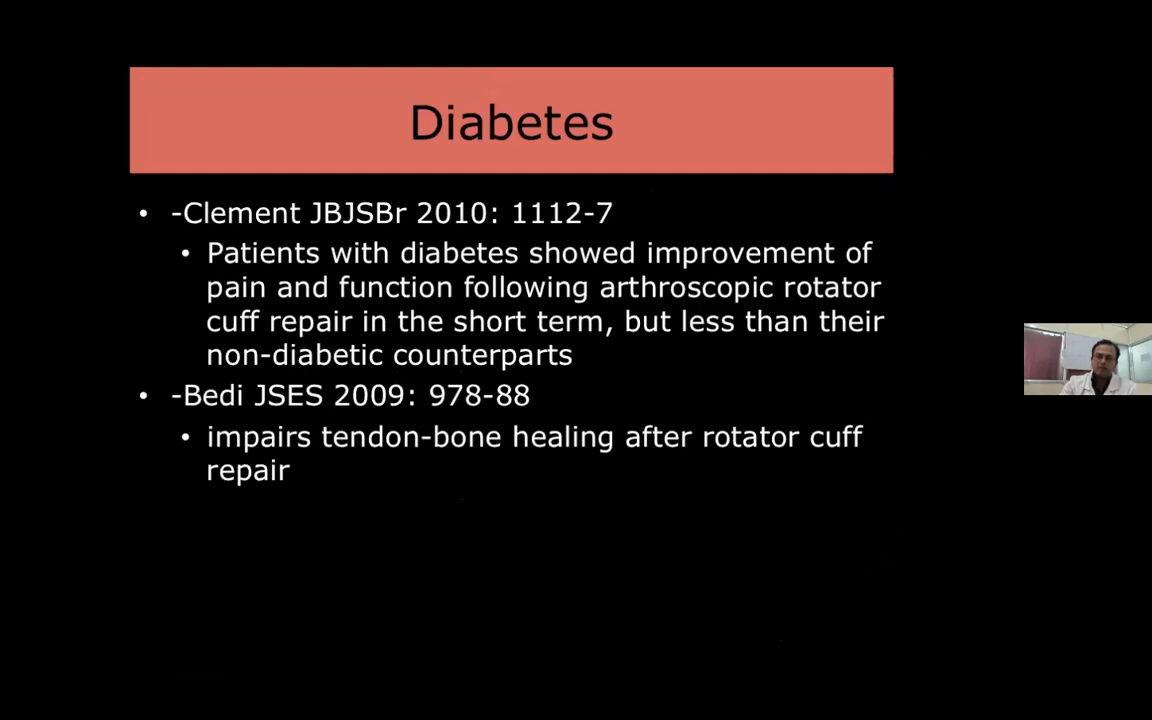 Diabetes
• -Clement JBJSBr 2010: 1112-7
• Patients with diabetes showed improvement of
pain and function following arthroscopic rotator
cuff repair in the short term, but less than their
non-diabetic counterparts
• -Bedi JSES 2009: 978-88
• impairs tendon-bone healing after rotator cuff
repair